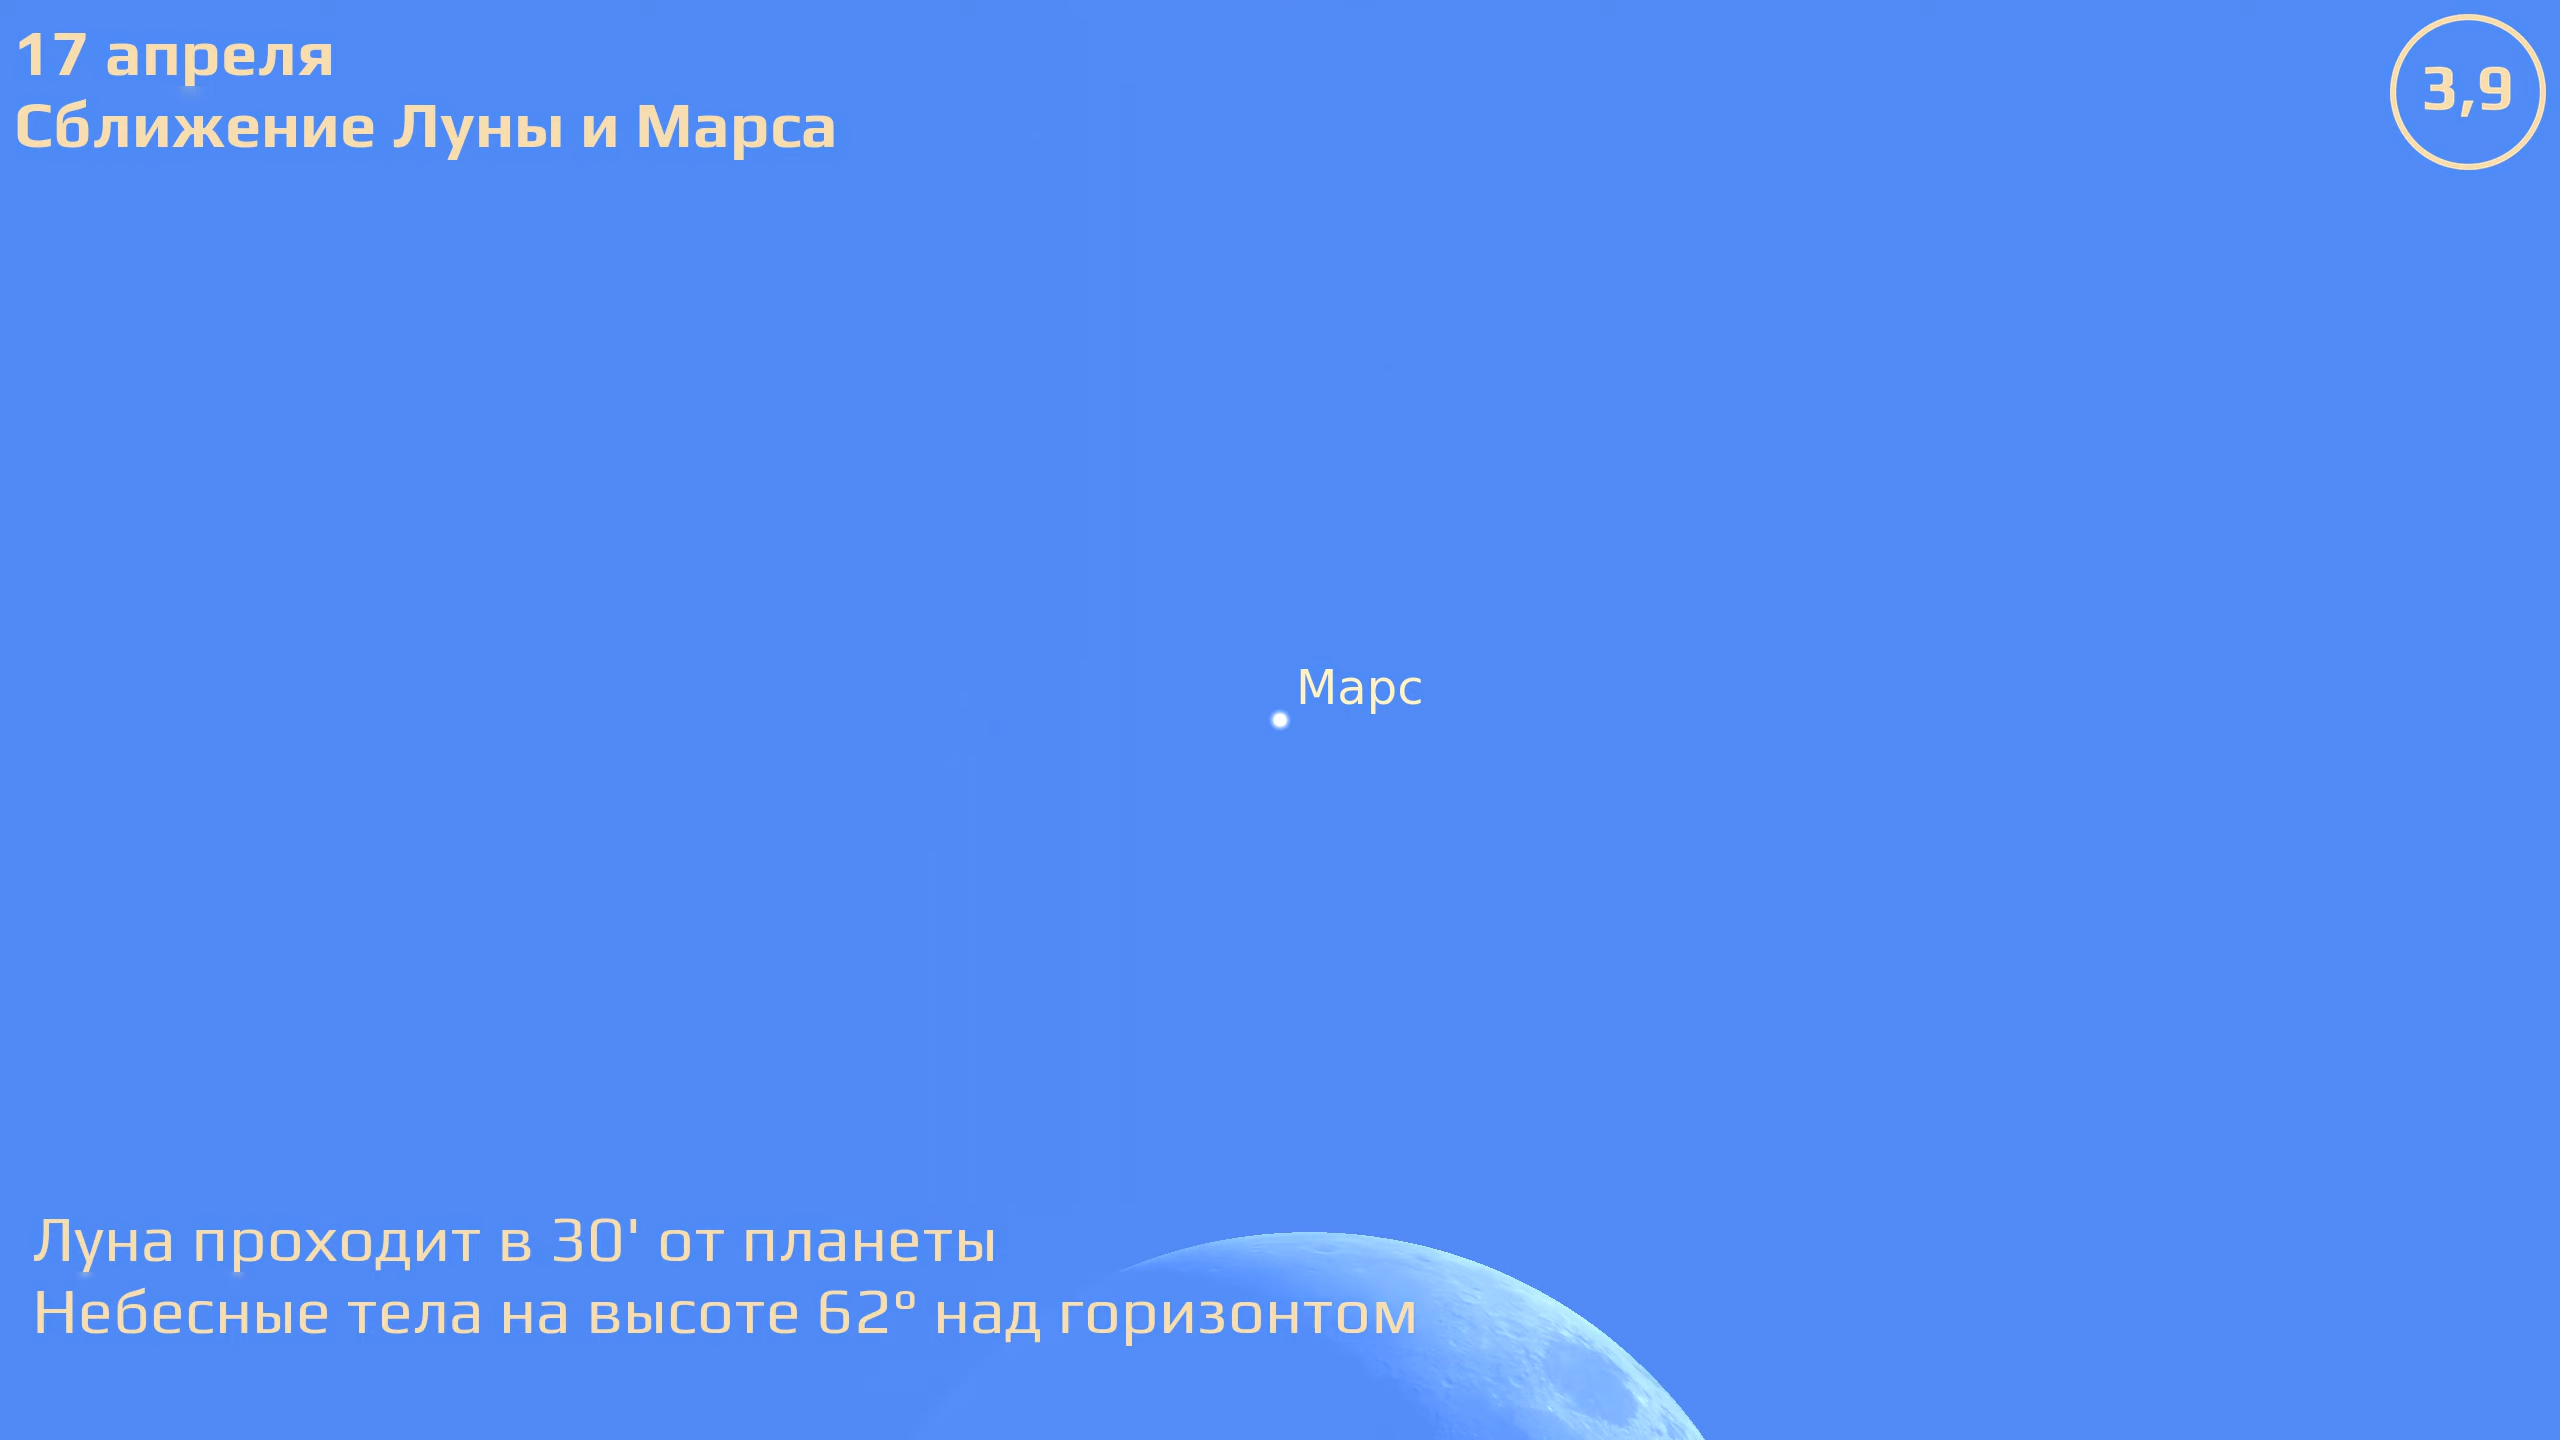 17 апреля
Сближение Луны и Марса
3,9
Марс
Луна проходит в 30' от планеты
Небесные тела на высоте 62º над горизонтом